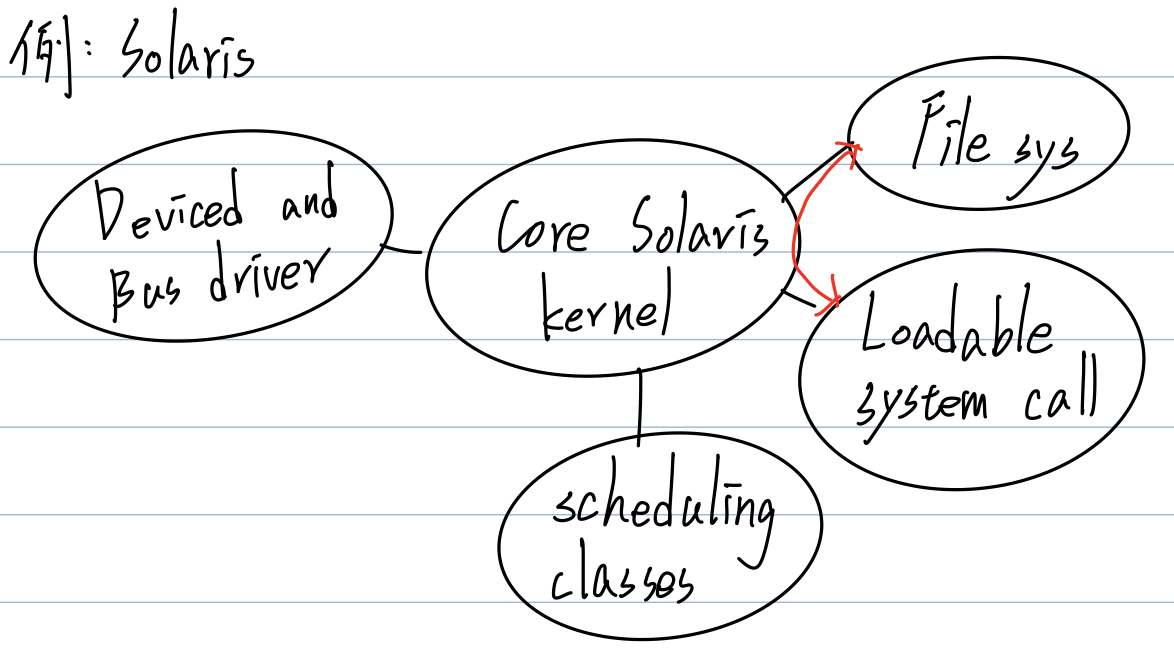 例: Solaris
Deviced and
Bus driver
Core Solaris
kernel
File sys
Loadable
system call
scheduling
classes